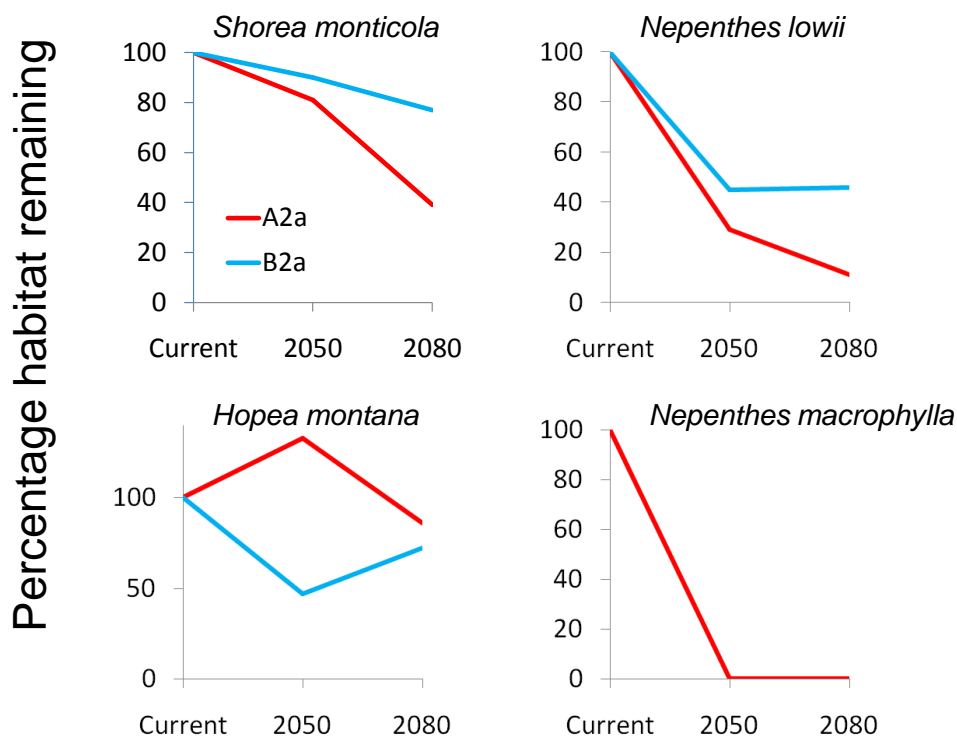 Percentage habitat remaining
Shorea monticola
100
80
60
40
20
0
A2a
B2a
Current 2050 2080
Nepenthes lowii
100
80
60
40
20
0
Current 2050 2080
Hopea montana
100
50
0
Current 2050 2080
Nepenthes macrophylla
100
80
60
40
20
0
Current 2050 2080